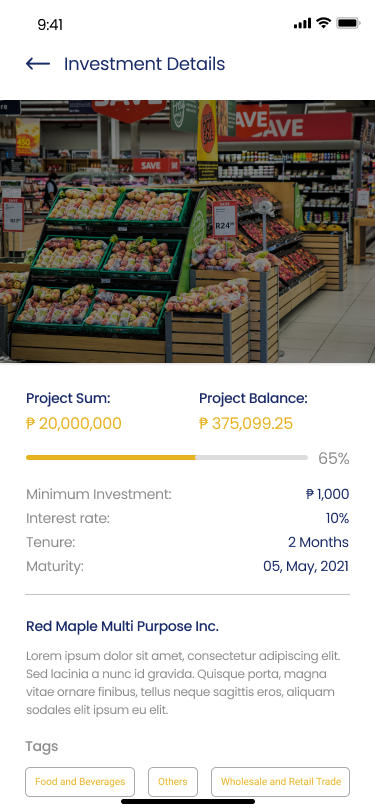 9:41
Investment Details
SAVE
SAVE
AVE
SAVE
R24
Project Sum: Project Balance:
₱ 20,000,000 ₱ 375,099.25
65%
Minimum Investment: ₱ 1,000
Interest rate: 10%
Tenure: 2 Months
Maturity: 05, May, 2021
Red Maple Multi Purpose Inc.
Lorem ipsum dolor sit amet, consectetur adipiscing elit.
Sed lacinia a nunc id gravida. Quisque porta, magna
vitae ornare finibus, tellus neque sagittis eros, aliquam
sodales elit ipsum eu elit.
Tags
Food and Beverages Others Wholesale and Retail Trade